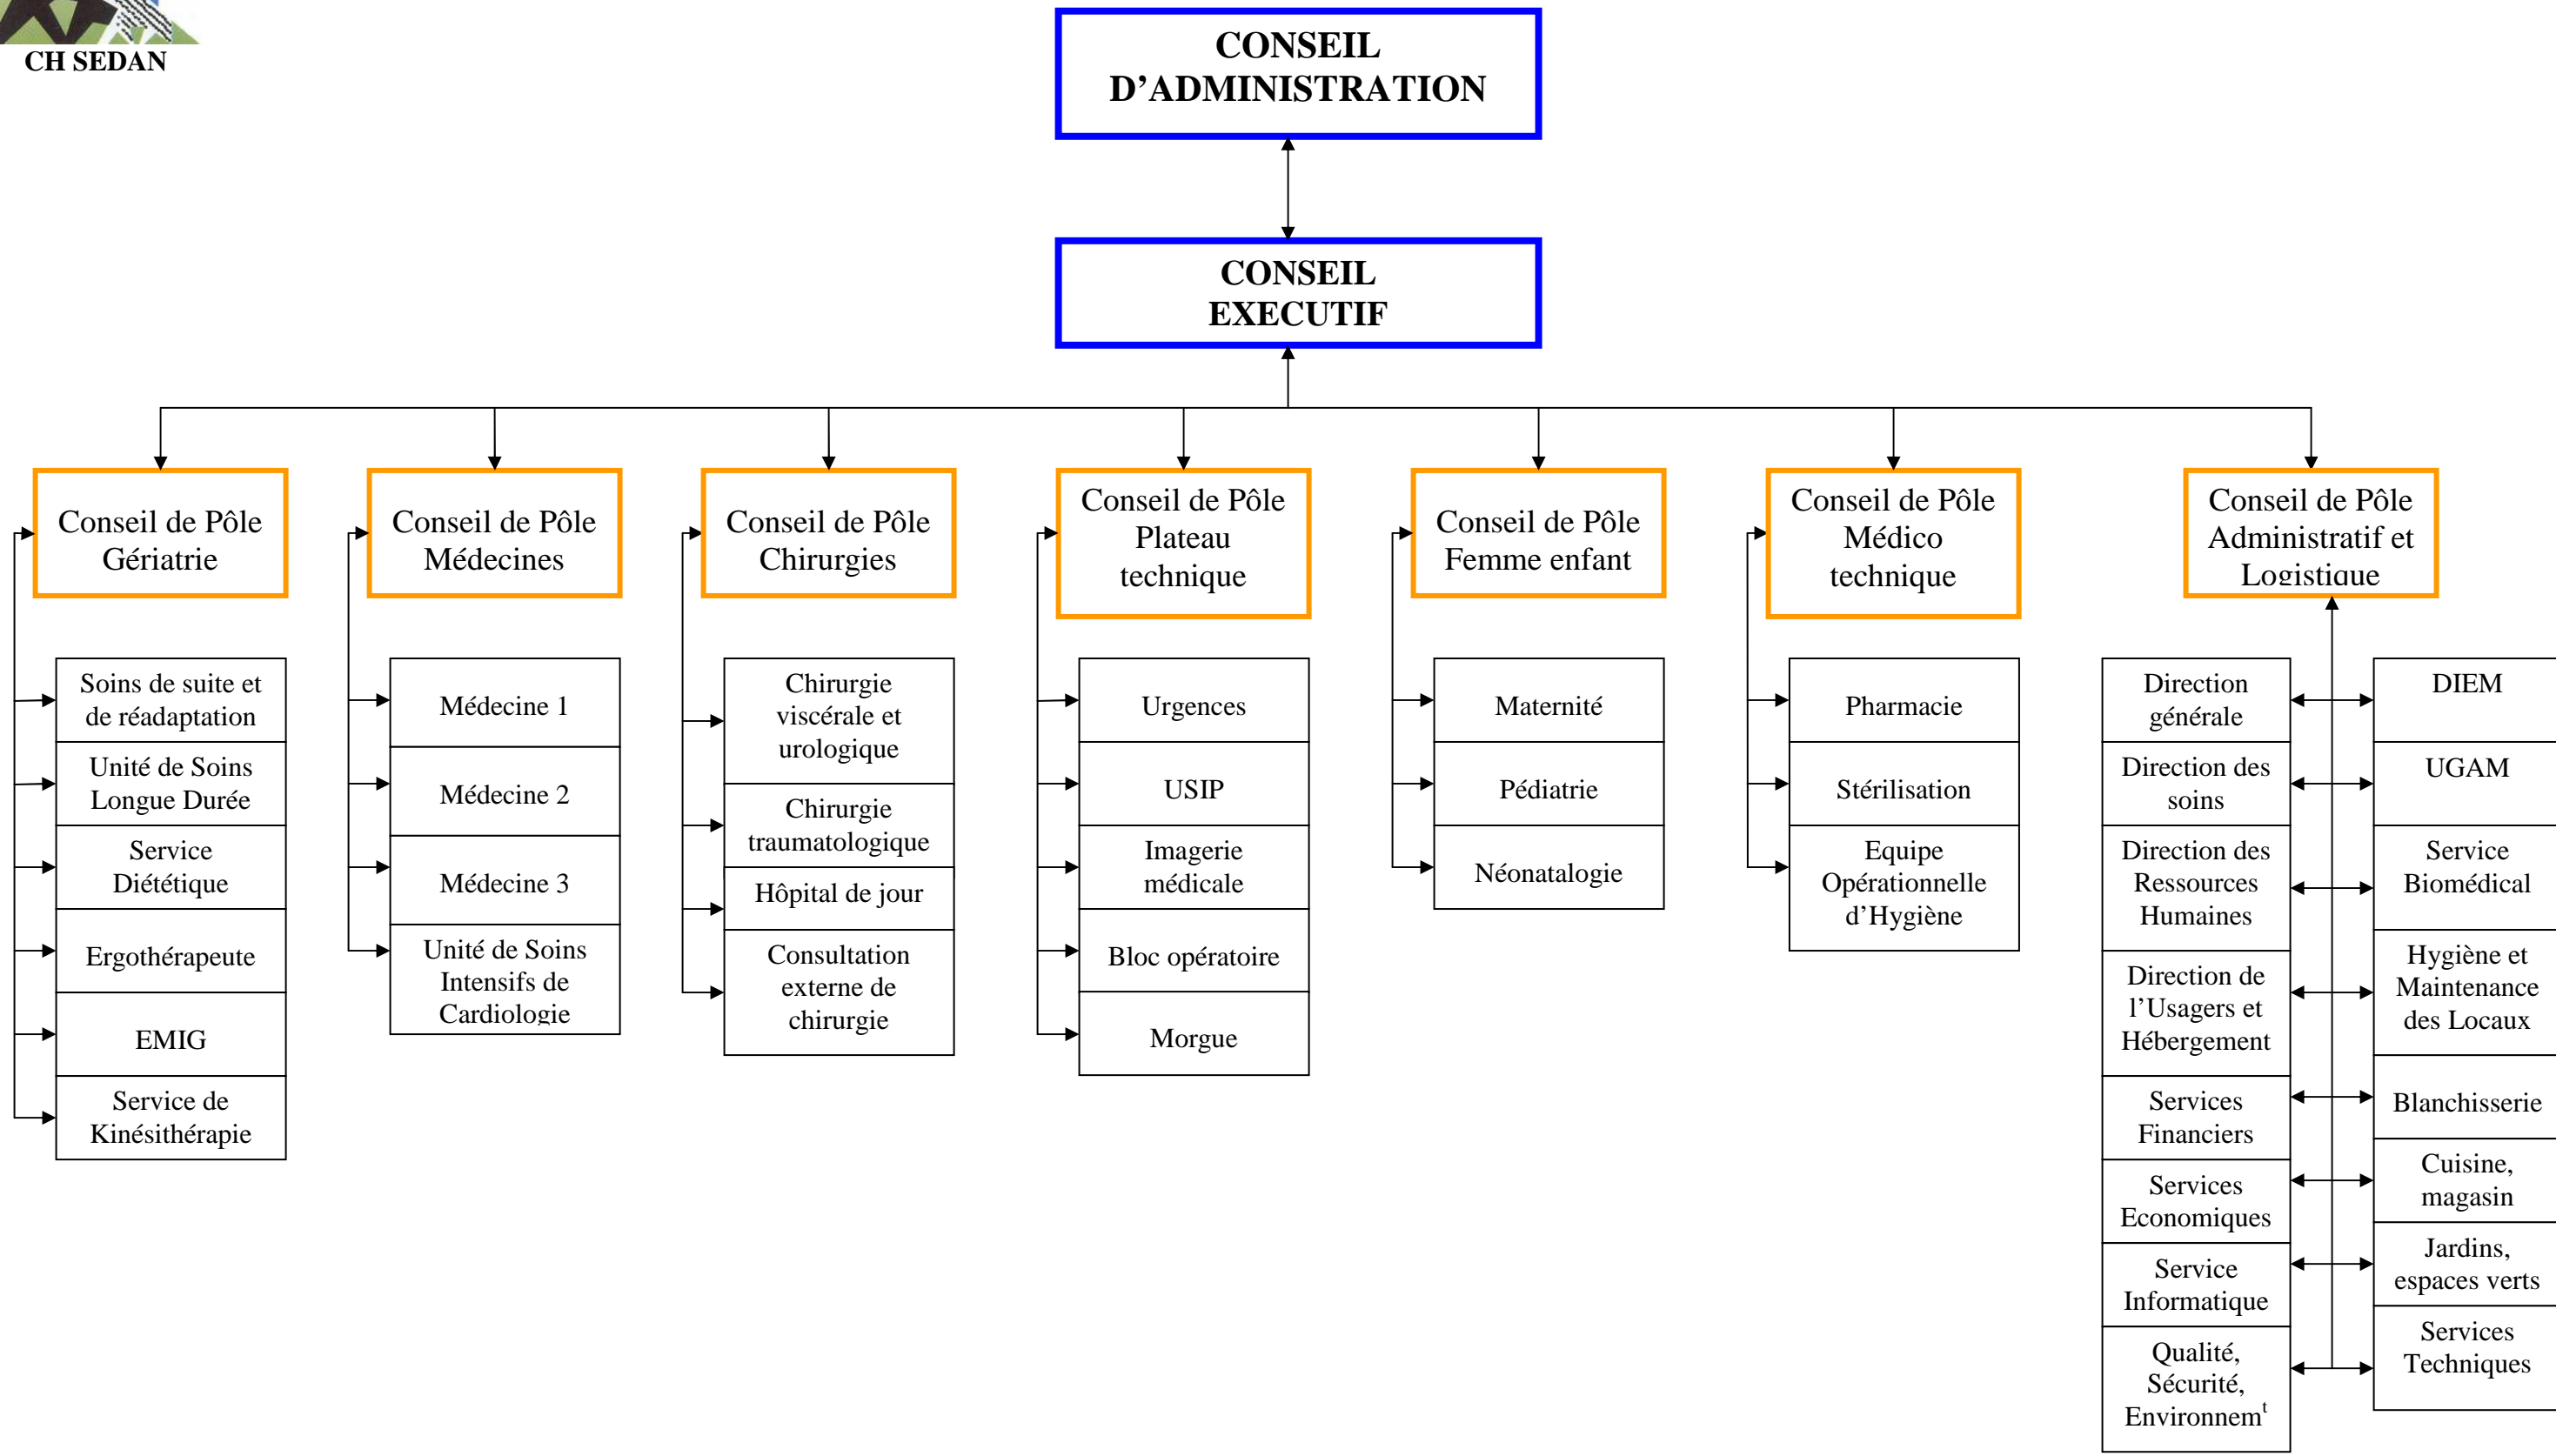 CH SEDAN
CONSEIL
D’ADMINISTRATION
CONSEIL
EXECUTIF
Conseil de Pôle
Gériatrie
Soins de suite et
de réadaptation
Unité de Soins
Longue Durée
Service
Diététique
Ergothérapeute
EMIG
Service de
Kinésithérapie
Conseil de Pôle
Médecines
Médecine 1
Médecine 2
Médecine 3
Unité de Soins
Intensifs de
Cardiologie
Conseil de Pôle
Chirurgies
Chirurgie
viscérale et
urologique
Chirurgie
traumatologique
Hôpital de jour
Consultation
externe de
chirurgie
Conseil de Pôle
Plateau
technique
Urgences
USIP
Imagerie
médicale
Bloc opératoire
Morgue
Conseil de Pôle
Femme enfant
Maternité
Pédiatrie
Néonatalogie
Conseil de Pôle
Médico
technique
Pharmacie
Stérilisation
Equipe
Opérationnelle
d’Hygiène
Conseil de Pôle
Administratif et
Logistique
Direction
générale
Direction des
soins
Direction des
Ressources
Humaines
Direction de
l’Usagers et
Hébergement
Services
Financiers
Services
Economiques
Service
Informatique
Qualité,
Sécurité,
Environnemᵗ
DIEM
UGAM
Service
Biomédical
Hygiène et
Maintenance
des Locaux
Blanchisserie
Cuisine,
magasin
Jardins,
espaces verts
Services
Techniques